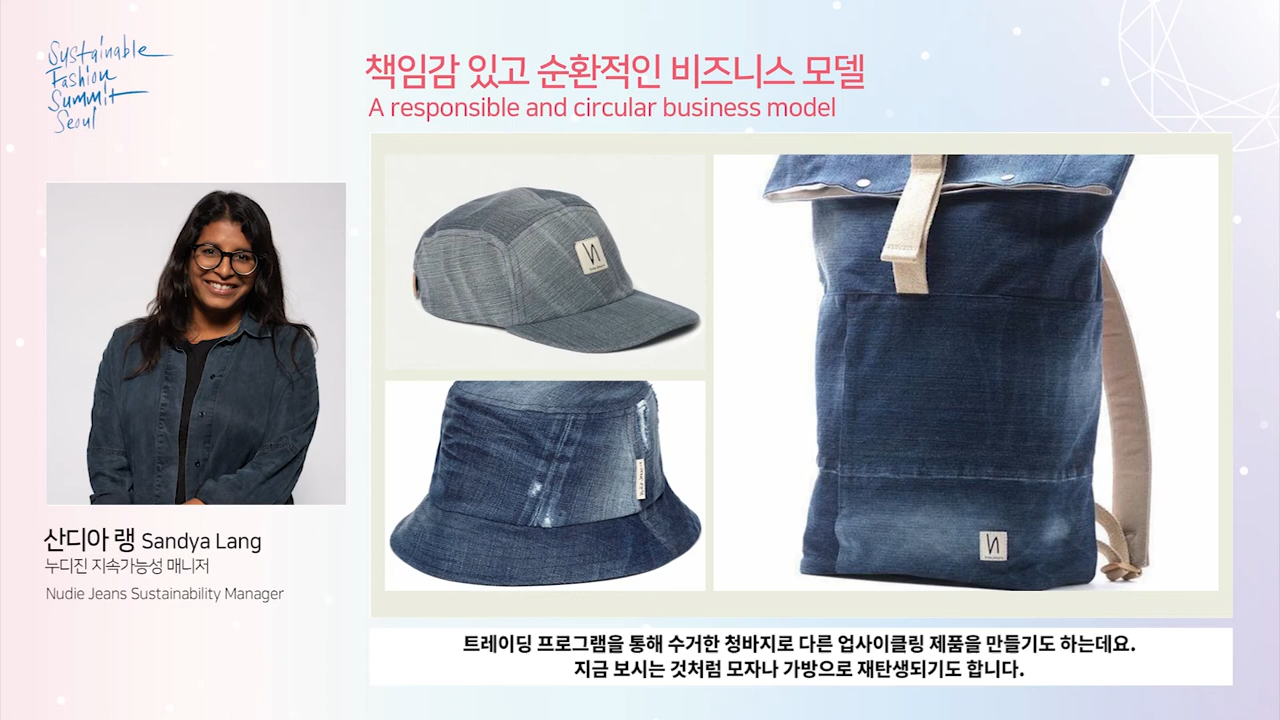 Sustainable
Fashion
Summit
Seoul
책임감 있고 순환적인 비즈니스 모델
A responsible and circular business model
산디아 랭 Sandya Lang
누디진 지속가능성 매니저
Nudie Jeans Sustainability Manager
트레이딩 프로그램을 통해 수거한 청바지로 다른 업사이클링 제품을 만들기도 하는데요.
지금 보시는 것처럼 모자나 가방으로 재탄생되기도 합니다.